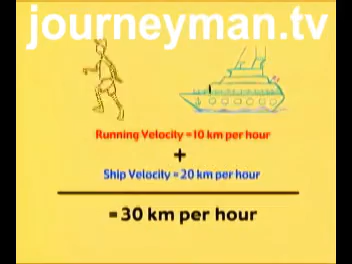 journeyman.tv
Running Velocity = 10 km per hour
+
Ship Velocity = 20 km per hour
= 30 km per hour